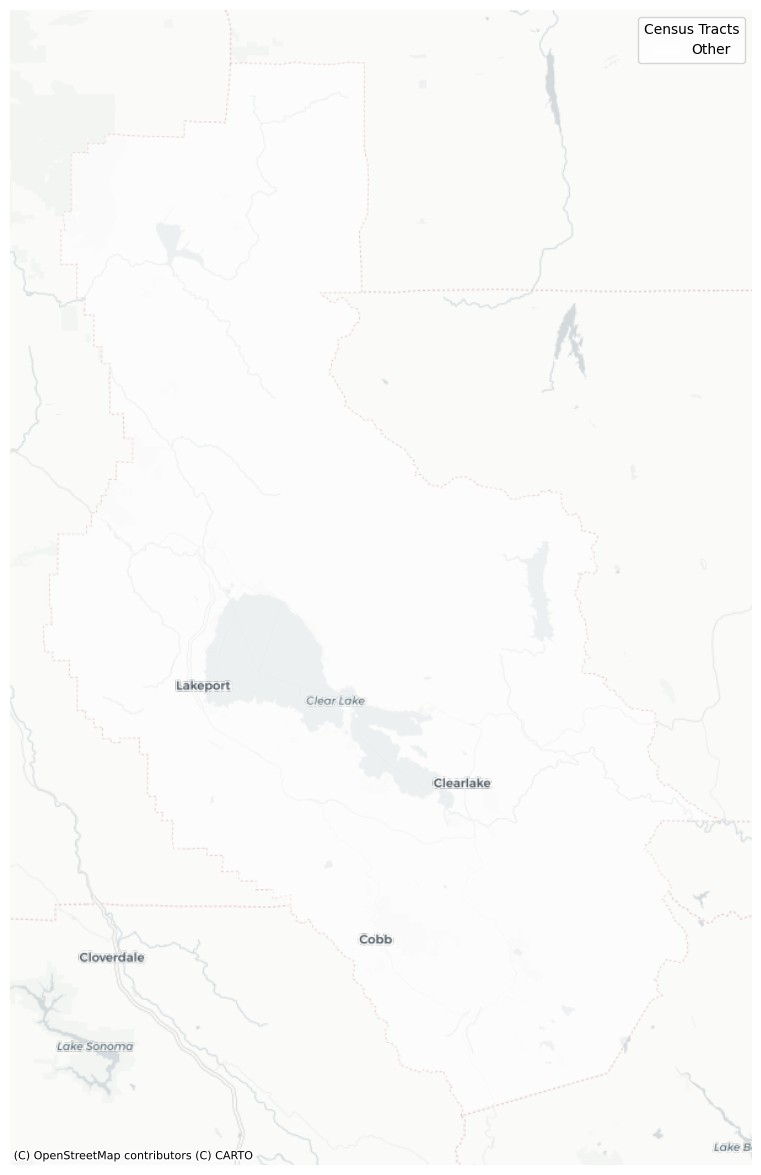 Census Tracts
Other
Lakeport
Clear Lake
Clearlake
Cobb
Cloverdale
Lake Sonoma
Lake B
(C) OpenStreetMap contributors (C) CARTO